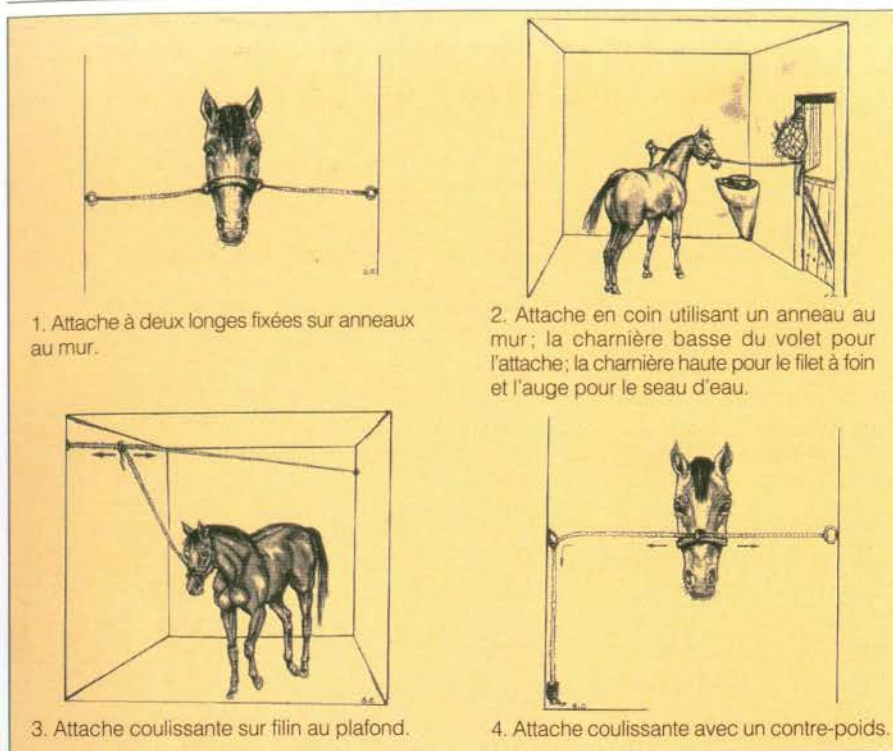 1. Attache à deux longes fixées sur anneaux
au mur.
2. Attache en coin utilisant un anneau au
mur; la charnière basse du volet pour
l'attache; la charnière haute pour le filet à foin
et l'auge pour le seau d'eau.
3. Attache coulissante sur filin au plafond.
4. Attache coulissante avec un contre-poids.